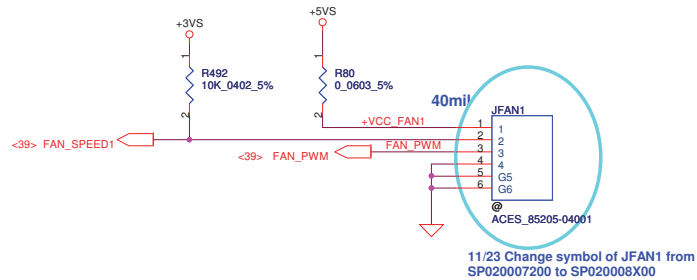 +3VS
+5VS
1
1
R492
10K_0402_5%
R80
0_0603_5%
2
2
40mil
JFAN1
+VCC_FAN1
1 1
<39> FAN_SPEED1
2 2
<39> FAN_PWM
FAN_PWM
3 3
4 4
5 G5
6 G6
@
ACES_85205-04001
11/23 Change symbol of JFAN1 from
SP020007200 to SP020008X00